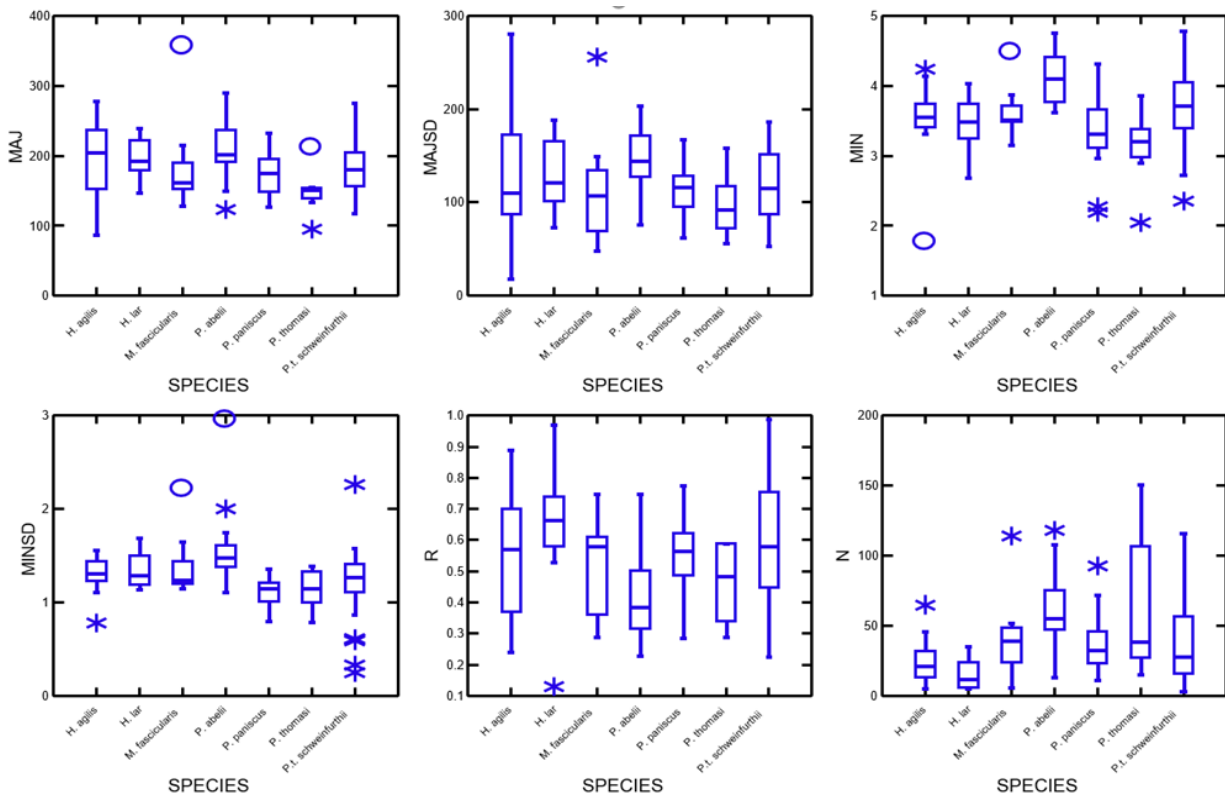 MAJ
400
300
200
100
0
H. agilis
H. lar
M. fascicularis
P. abelii
P. paniscus
P. thomasi
P.t. schweinfurthii
SPECIES
MAJSD
300
200
100
0
H. agilis
H. lar
M. fascicularis
P. abelii
P. paniscus
P. thomasi
P.t. schweinfurthii
SPECIES
MIN
5
4
3
2
1
H. agilis
H. lar
M. fascicularis
P. abelii
P. paniscus
P. thomasi
P.t. schweinfurthii
SPECIES
MINSD
3
2
1
0
H. agilis
H. lar
M. fascicularis
P. abelii
P. paniscus
P. thomasi
P.t. schweinfurthii
SPECIES
R
1.0
0.9
0.8
0.7
0.6
0.5
0.4
0.3
0.2
0.1
H. agilis
H. lar
M. fascicularis
P. abelii
P. paniscus
P. thomasi
P.t. schweinfurthii
SPECIES
N
200
150
100
50
0
H. agilis
H. lar
M. fascicularis
P. abelii
P. paniscus
P. thomasi
P.t. schweinfurthii
SPECIES